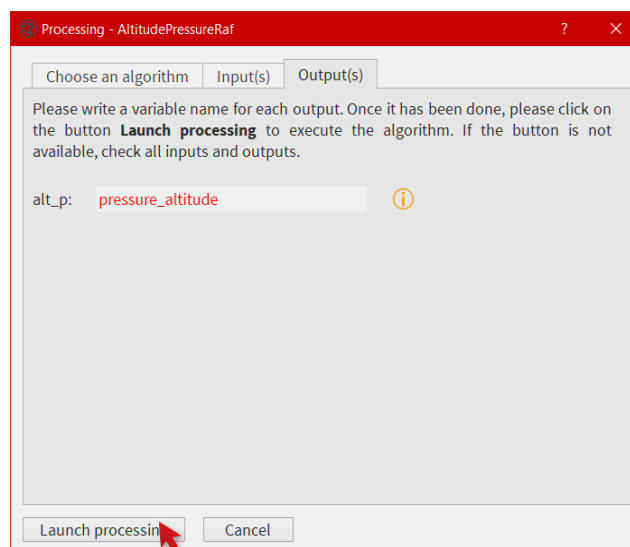 Processing - AltitudePressureRaf ? ×
Choose an algorithm Input(s) Output(s)
Please write a variable name for each output. Once it has been done, please click on
the button Launch processing to execute the algorithm. If the button is not
available, check all inputs and outputs.
alt_p: pressure_altitude i
Launch processin Cancel